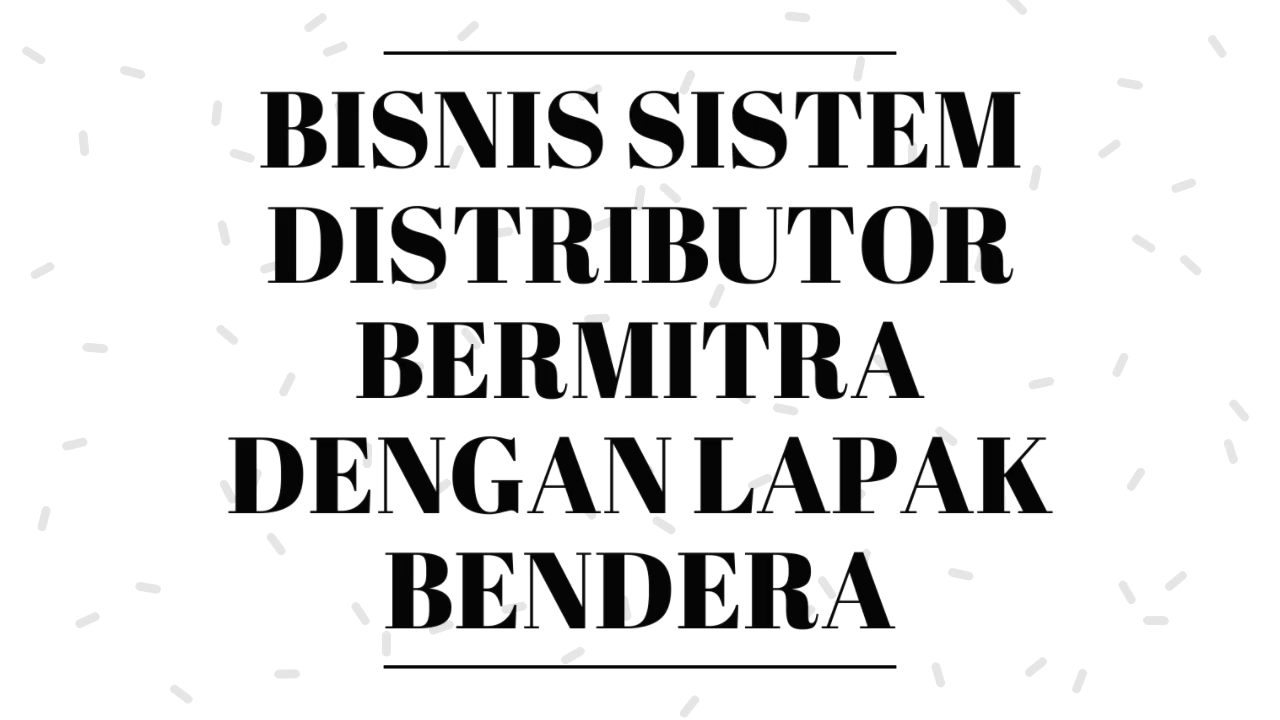 BISNIS SISTEM
DISTRIBUTOR
BERMITRA
DENGAN LAPAK
BENDERA